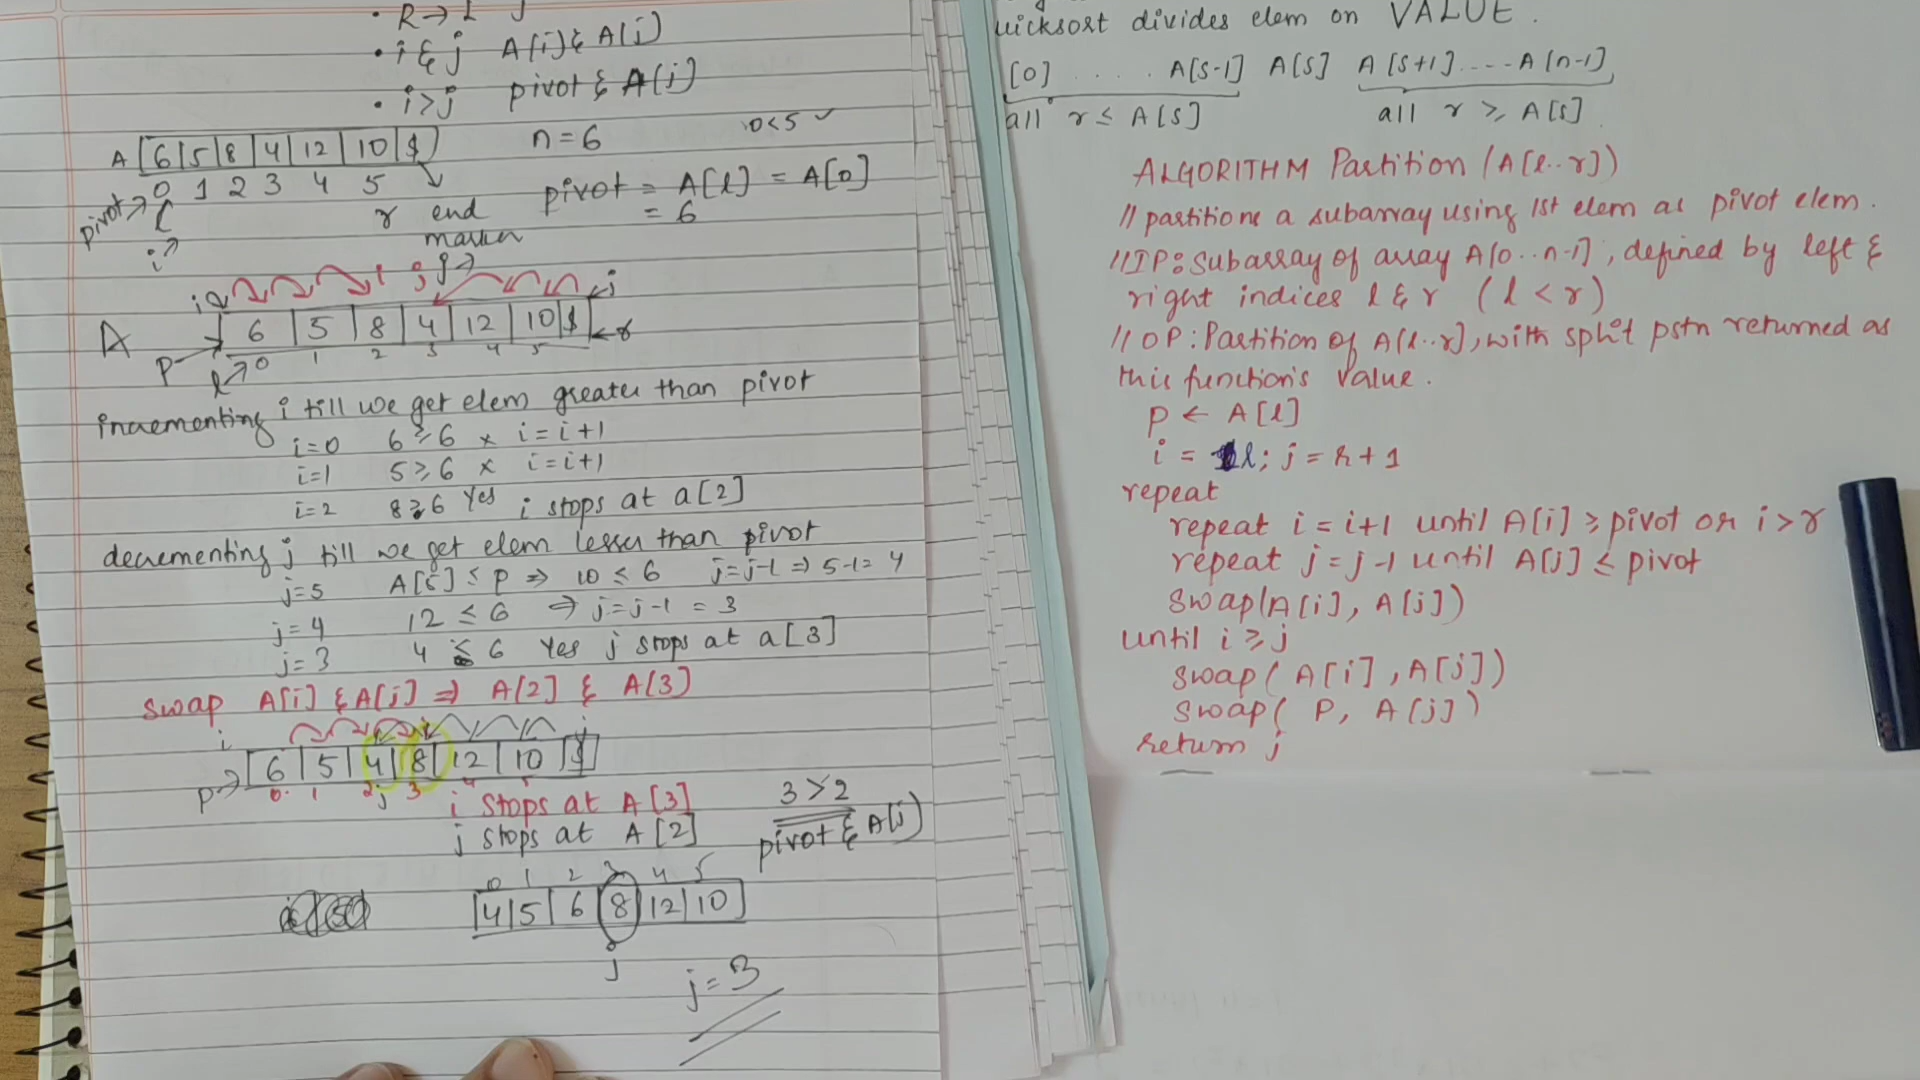 • R→L j
• i & j A[i] & A[j]
• i>j pivot & A[j]
A [6|5|8|4|12|10|$] n=6 0<5 ✓
0 1 2 3 4 5
pivot→ l r end marker pivot = A[l] = A[0]
= 6
i
i j j
A 6 5 8 4 12 10 $ ←r
P→ l→0 1 2 3 4 5
incrementing i till we get elem greater than pivot
i=0 6≥6 × i=i+1
i=1 5≥6 × i=i+1
i=2 8≥6 Yes i stops at a[2]
decrementing j till we get elem lesser than pivot
j=5 A[5] ≤ p ⇒ 10 ≤ 6 j=j-1 ⇒ 5-1= 4
j=4 12 ≤ 6 → j=j-1 = 3
j=3 4 ≤ 6 Yes j stops at a[3]
swap A[i] & A[j] ⇒ A[2] & A[3]
i j
P→ 6 5 4 8 12 10 $
0 1 2 j 3 4 5
i stops at A[3] 3>2
j stops at A[2] pivot & A[j]
0 1 2 3 4 5
4|5|6|8|12|10
j
j=3
uicksort divides elem on VALUE.
[0] .... A[s-1] A[s] A[s+1].... A[n-1]
all r ≤ A[s] all r ≥ A[s]
ALGORITHM Partition (A[l..r])
// partitions a subarray using 1st elem as pivot elem.
//IP: Subarray of array A[0..n-1], defined by left &
right indices l & r (l < r)
// OP: Partition of A[l..r], with split pstn returned as
this function's value.
P ← A[l]
i = l; j = r + 1
repeat
repeat i = i+1 until A[i] ≥ pivot or i > r
repeat j = j-1 until A[j] ≤ pivot
swap(A[i], A[j])
until i ≥ j
swap( A[i], A[j])
swap( P, A[j])
return j